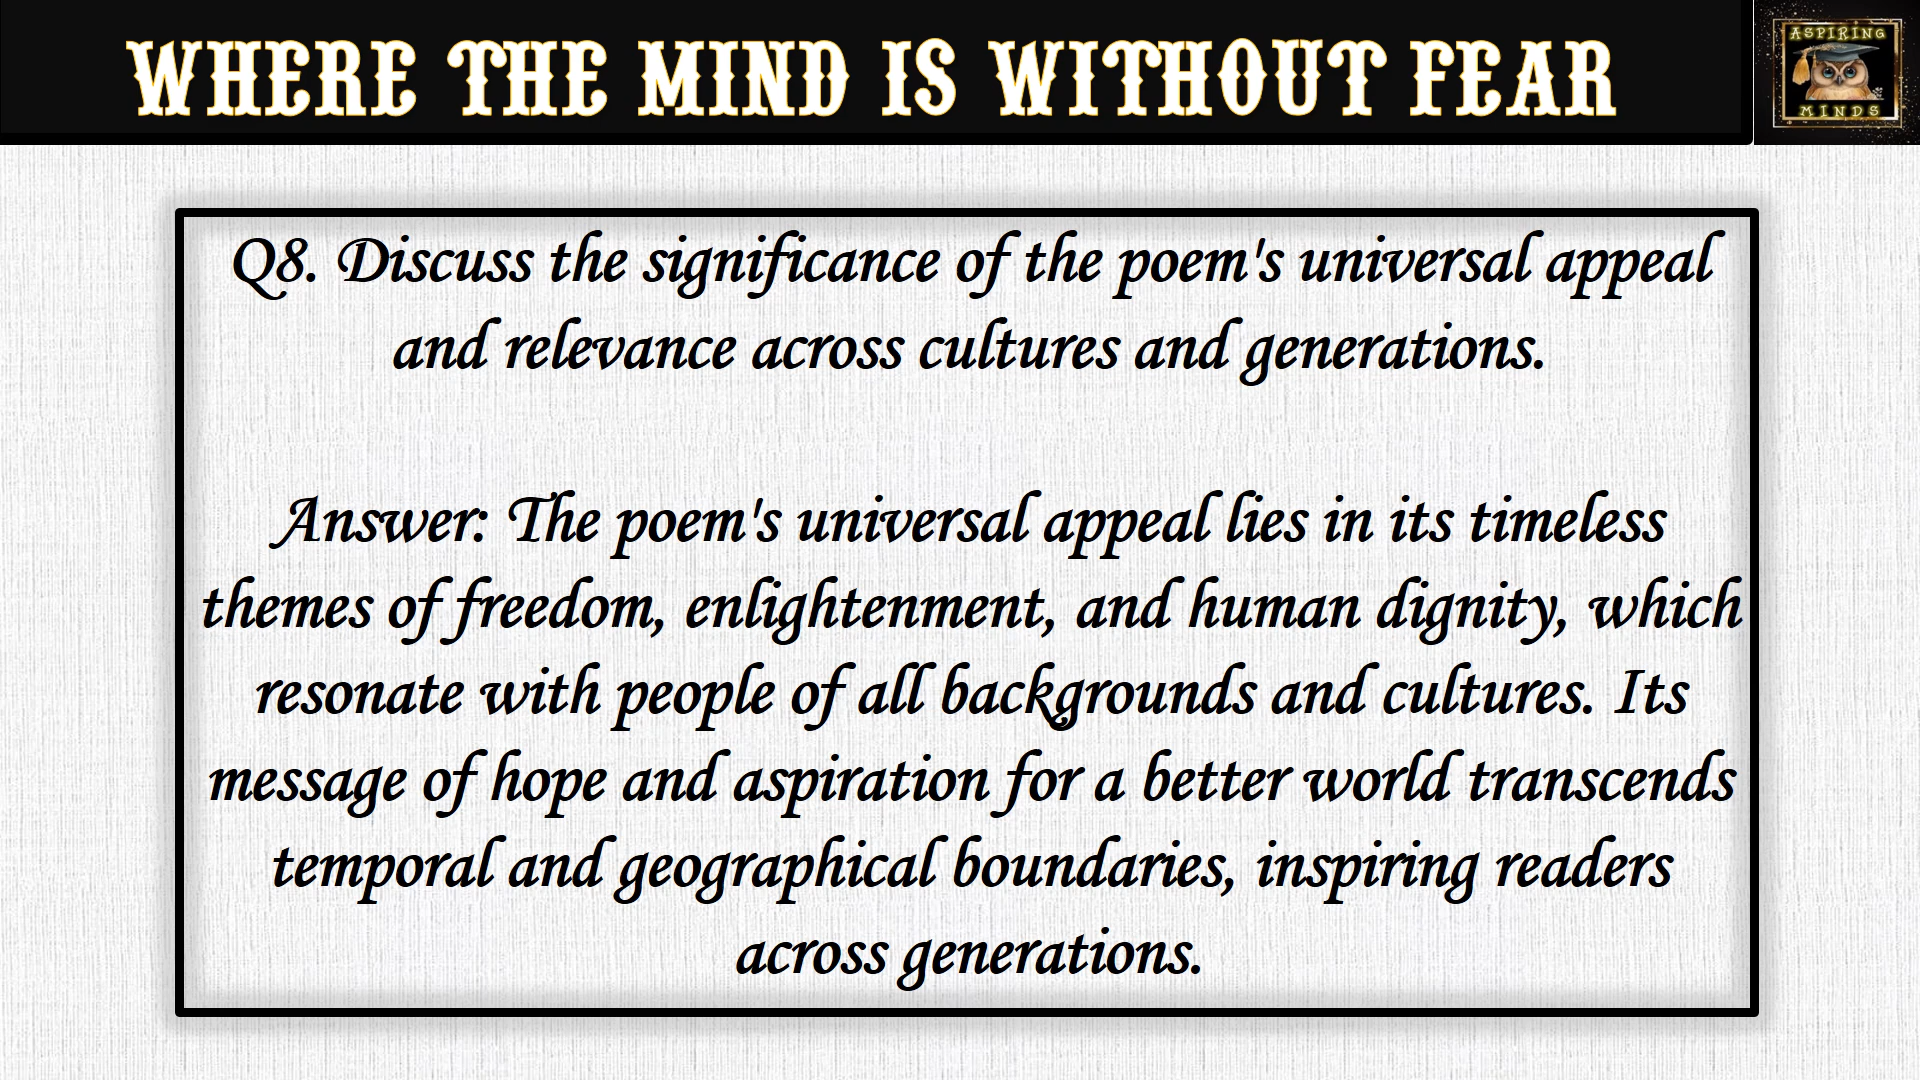 WHERE THE MIND IS WITHOUT FEAR
ASPIRING
MINDS
Q8. Discuss the significance of the poem's universal appeal
and relevance across cultures and generations.
Answer: The poem's universal appeal lies in its timeless
themes of freedom, enlightenment, and human dignity, which
resonate with people of all backgrounds and cultures. Its
message of hope and aspiration for a better world transcends
temporal and geographical boundaries, inspiring readers
across generations.